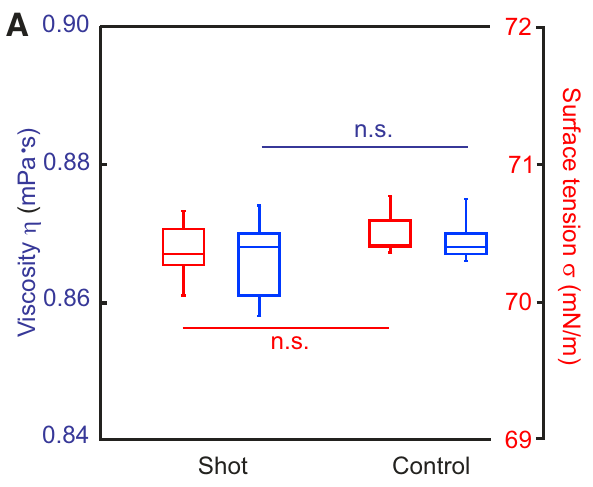 A
0.90
0.88
0.86
0.84
Viscosity η (mPa•s)
n.s.
n.s.
72
71
70
69
Surface tension σ (mN/m)
Shot
Control